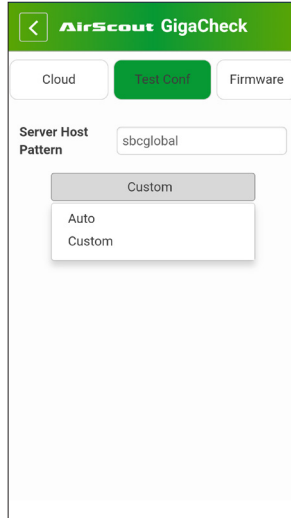 AirScout GigaCheck
Cloud Test Conf Firmware
Server Host
Pattern
sbcglobal
Custom
Auto
Custom